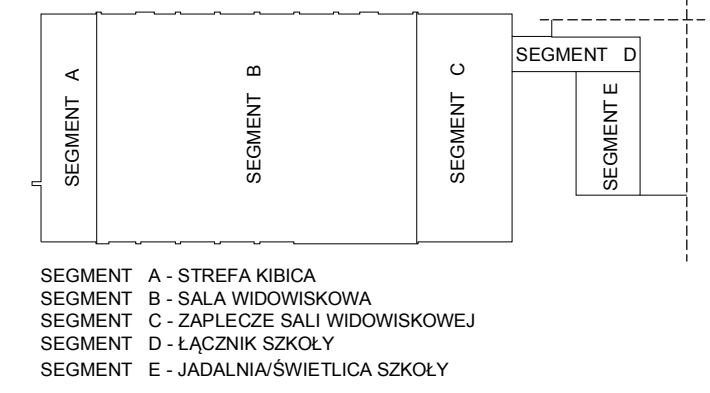 SEGMENT A
SEGMENT B
SEGMENT C
SEGMENT D
SEGMENT E
SEGMENT A - STREFA KIBICA
SEGMENT B - SALA WIDOWISKOWA
SEGMENT C - ZAPLECZE SALI WIDOWISKOWEJ
SEGMENT D - ŁĄCZNIK SZKOŁY
SEGMENT E - JADALNIA/ŚWIETLICA SZKOŁY